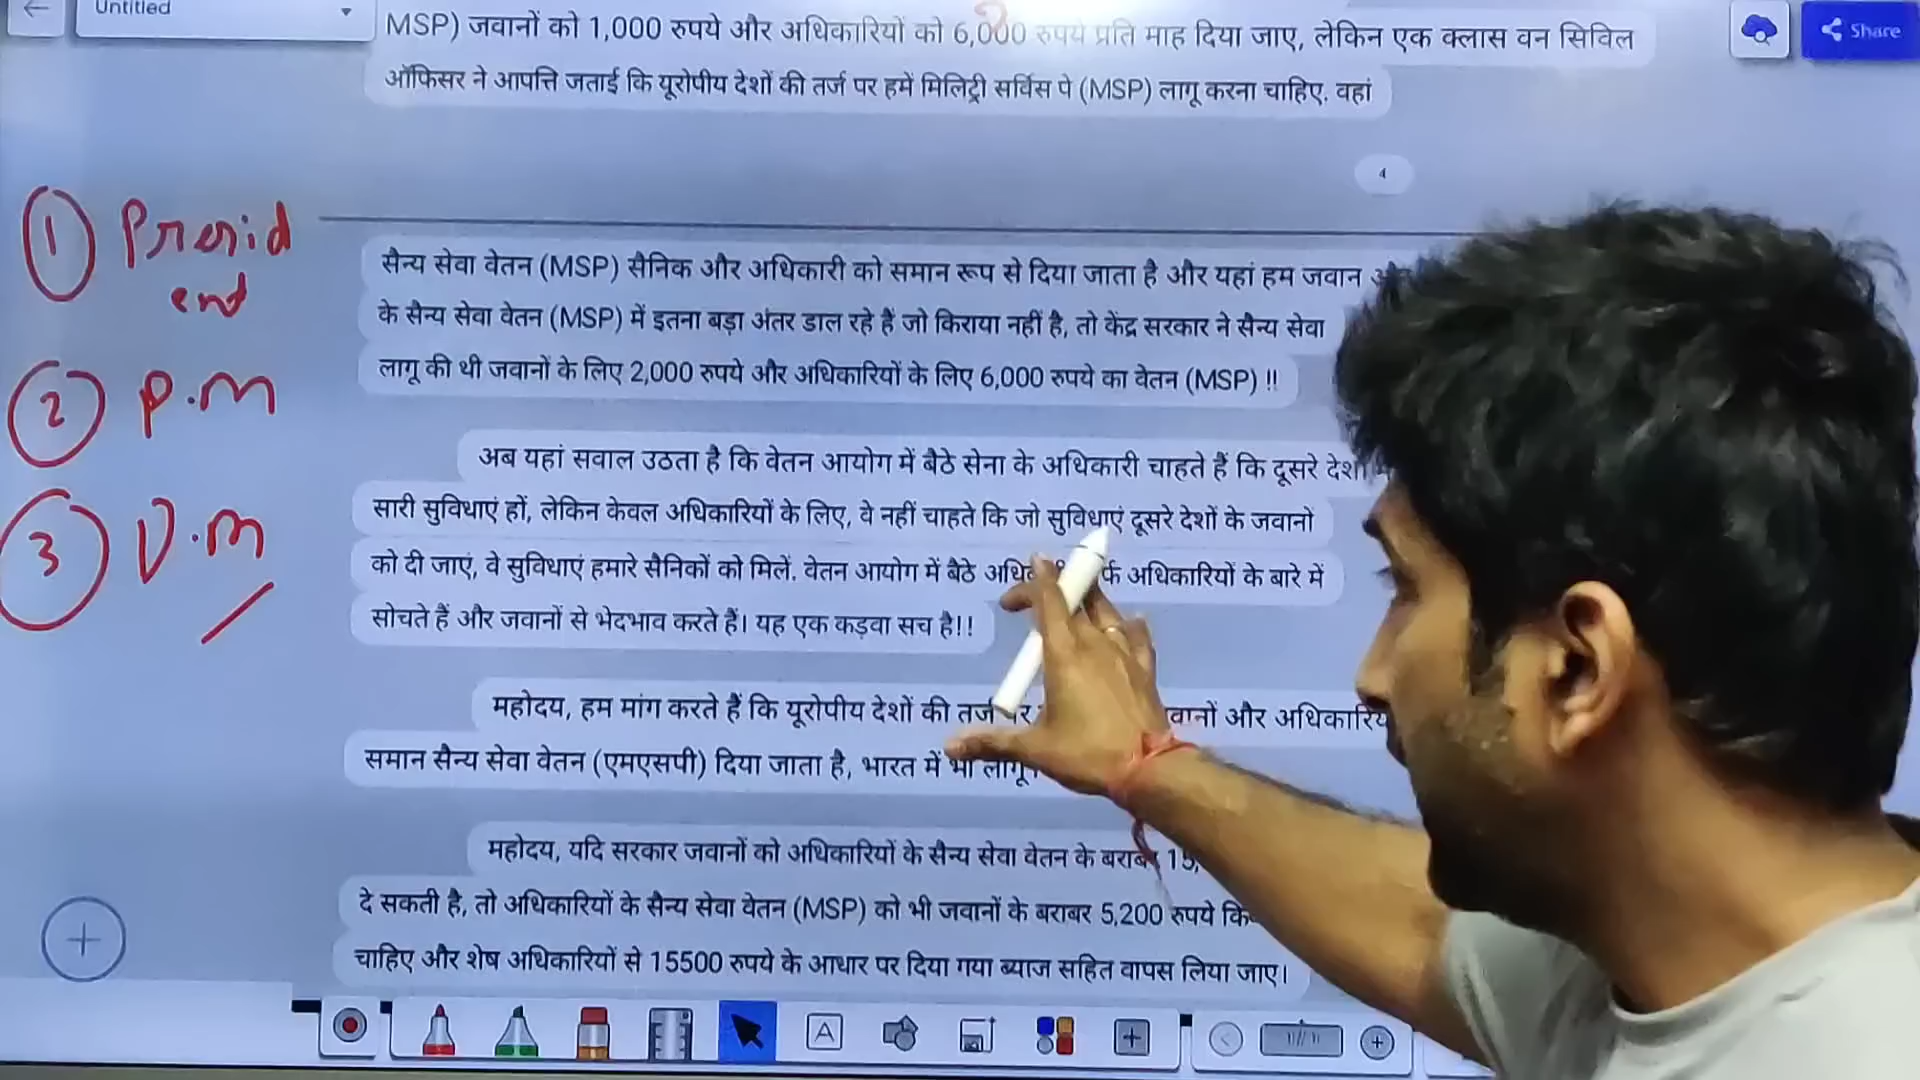 Untitled
Share
MSP) जवानों को 1,000 रुपये और अधिकारियों को 6,000 रुपये प्रति माह दिया जाए, लेकिन एक क्लास वन सिविल
ऑफिसर ने आपत्ति जताई कि यूरोपीय देशों की तर्ज पर हमें मिलिट्री सर्विस पे (MSP) लागू करना चाहिए. वहां
4
सैन्य सेवा वेतन (MSP) सैनिक और अधिकारी को समान रूप से दिया जाता है और यहां हम जवान
के सैन्य सेवा वेतन (MSP) में इतना बड़ा अंतर डाल रहे हैं जो किराया नहीं है, तो केंद्र सरकार ने सैन्य सेवा
लागू की थी जवानों के लिए 2,000 रुपये और अधिकारियों के लिए 6,000 रुपये का वेतन (MSP) !!
अब यहां सवाल उठता है कि वेतन आयोग में बैठे सेना के अधिकारी चाहते हैं कि दूसरे
सारी सुविधाएं हों, लेकिन केवल अधिकारियों के लिए, वे नहीं चाहते कि जो सुविधाएं दूसरे देशों के जवानों
को दी जाएं, वे सुविधाएं हमारे सैनिकों को मिलें. वेतन आयोग में बैठे अधिकारियों के बारे में
सोचते हैं और जवानों से भेदभाव करते हैं। यह एक कड़वा सच है!!
महोदय, हम मांग करते हैं कि यूरोपीय देशों की तर्ज पर और
समान सैन्य सेवा वेतन (एमएसपी) दिया जाता है, भारत में भी लागू
महोदय, यदि सरकार जवानों को अधिकारियों के सैन्य सेवा वेतन के बराबर
दे सकती है, तो अधिकारियों के सैन्य सेवा वेतन (MSP) को भी जवानों के बराबर 5,200 रुपये
चाहिए और शेष अधिकारियों से 15500 रुपये के आधार पर दिया गया ब्याज सहित वापस लिया जाए।
1 Presid
ent
2 P.M
3 D.M
A